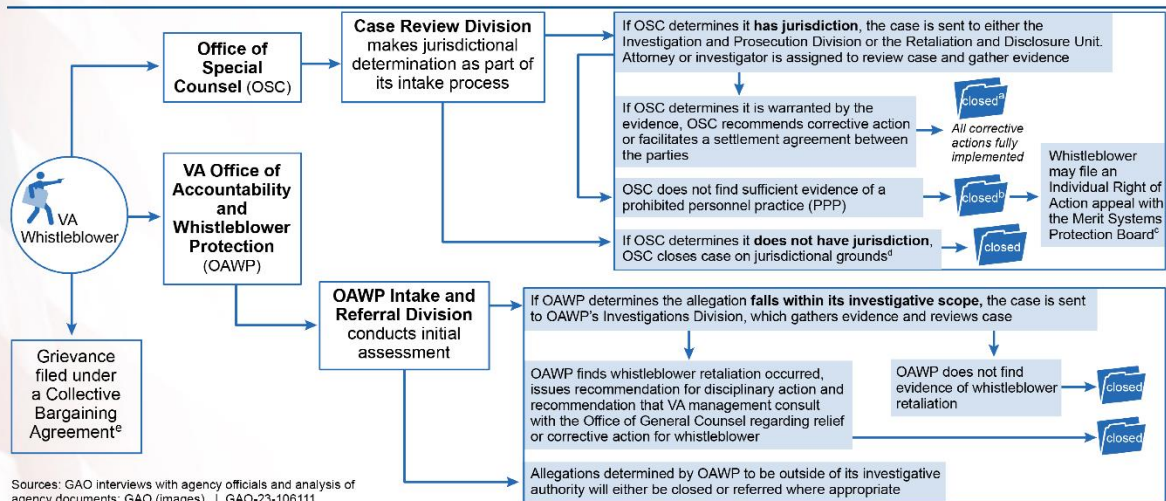 Office of
Special
Counsel (OSC)
Case Review Division
makes jurisdictional
determination as part of
its intake process
If OSC determines it has jurisdiction, the case is sent to either the
Investigation and Prosecution Division or the Retaliation and Disclosure Unit.
Attorney or investigator is assigned to review case and gather evidence
If OSC determines it is warranted by the
evidence, OSC recommends corrective action
or facilitates a settlement agreement between
the parties
closedᵃ
All corrective
actions fully
implemented
OSC does not find sufficient evidence of a
prohibited personnel practice (PPP)
closedᵇ
Whistleblower
may file an
Individual Right of
Action appeal with
the Merit Systems
Protection Boardᶜ
If OSC determines it does not have jurisdiction,
OSC closes case on jurisdictional groundsᵈ
closed
VA
Whistleblower
VA Office of
Accountability
and
Whistleblower
Protection
(OAWP)
OAWP Intake and
Referral Division
conducts initial
assessment
If OAWP determines the allegation falls within its investigative scope, the case is sent
to OAWP's Investigations Division, which gathers evidence and reviews case
OAWP finds whistleblower retaliation occurred,
issues recommendation for disciplinary action and
recommendation that VA management consult
with the Office of General Counsel regarding relief
or corrective action for whistleblower
closed
OAWP does not find
evidence of whistleblower
retaliation
closed
Allegations determined by OAWP to be outside of its investigative
authority will either be closed or referred where appropriate
Grievance
filed under
a Collective
Bargaining
Agreementᵉ
Sources: GAO interviews with agency officials and analysis of
agency documents; GAO (images). | GAO-23-106111